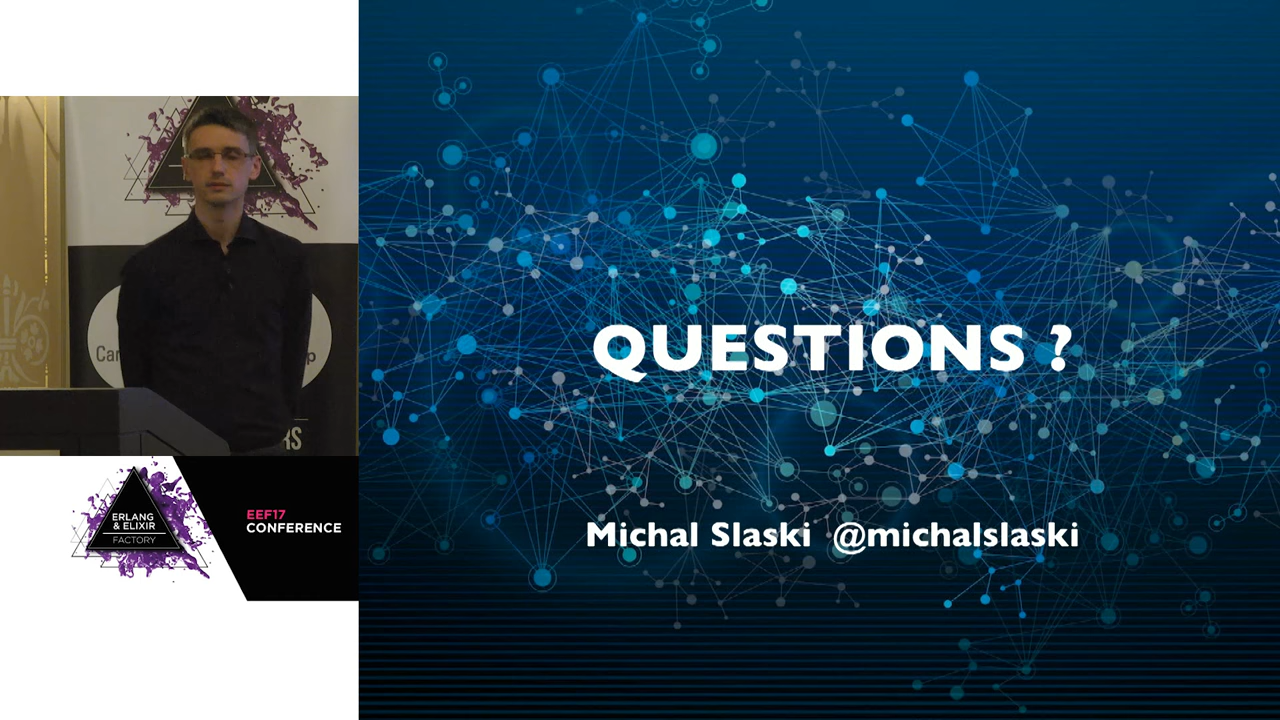 ERLANG
& ELIXIR
FACTORY
EEF17
CONFERENCE
QUESTIONS ?
Michal Slaski @michalslaski